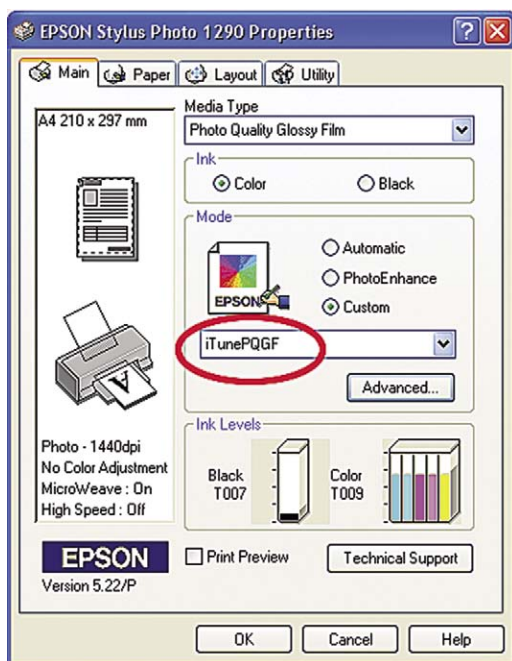 EPSON Stylus Photo 1290 Properties
Main
Paper
Layout
Utility
A4 210 x 297 mm
Media Type
Photo Quality Glossy Film
Ink
Color
Black
Mode
EPSON
Automatic
PhotoEnhance
Custom
iTunePQGF
Advanced...
A
Photo - 1440dpi
No Color Adjustment
MicroWeave : On
High Speed : Off
Ink Levels
Black
T007
Color
T009
EPSON
Version 5.22/P
Print Preview
Technical Support
OK
Cancel
Help